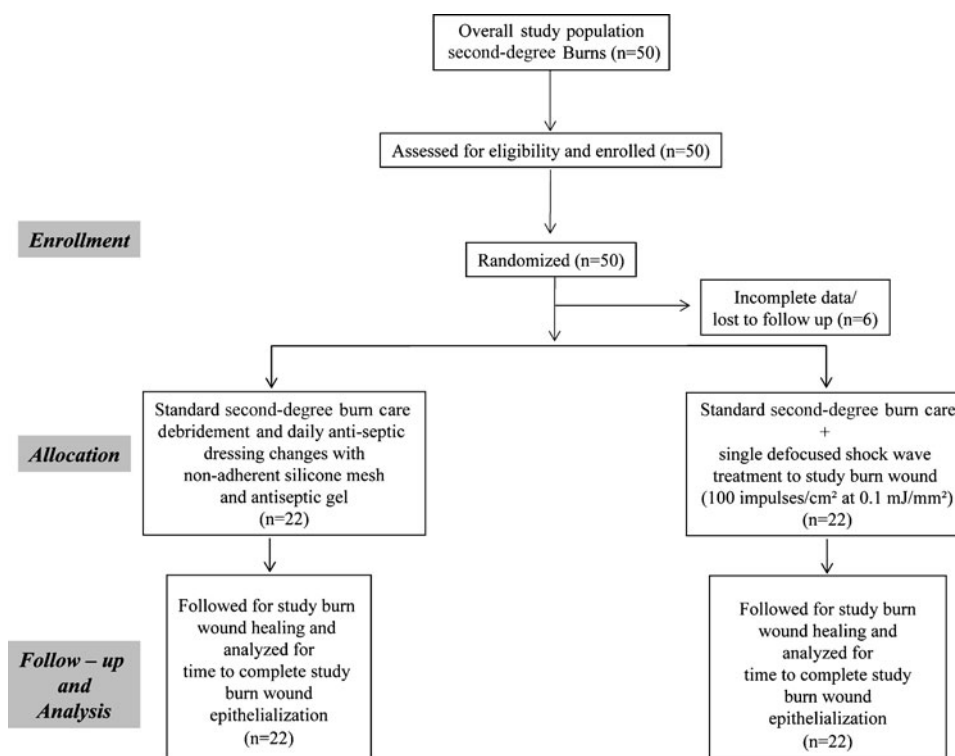 Overall study population
second-degree Burns (n=50)
Assessed for eligibility and enrolled (n=50)
Enrollment
Randomized (n=50)
Incomplete data/
lost to follow up (n=6)
Allocation
Standard second-degree burn care
debridement and daily anti-septic
dressing changes with
non-adherent silicone mesh
and antiseptic gel
(n=22)
Standard second-degree burn care
+
single defocused shock wave
treatment to study burn wound
(100 impulses/cm² at 0.1 mJ/mm²)
(n=22)
Follow – up
and
Analysis
Followed for study burn
wound healing and
analyzed for
time to complete study
burn wound
epithelialization
(n=22)
Followed for study burn
wound healing and
analyzed for
time to complete study
burn wound
epithelialization
(n=22)